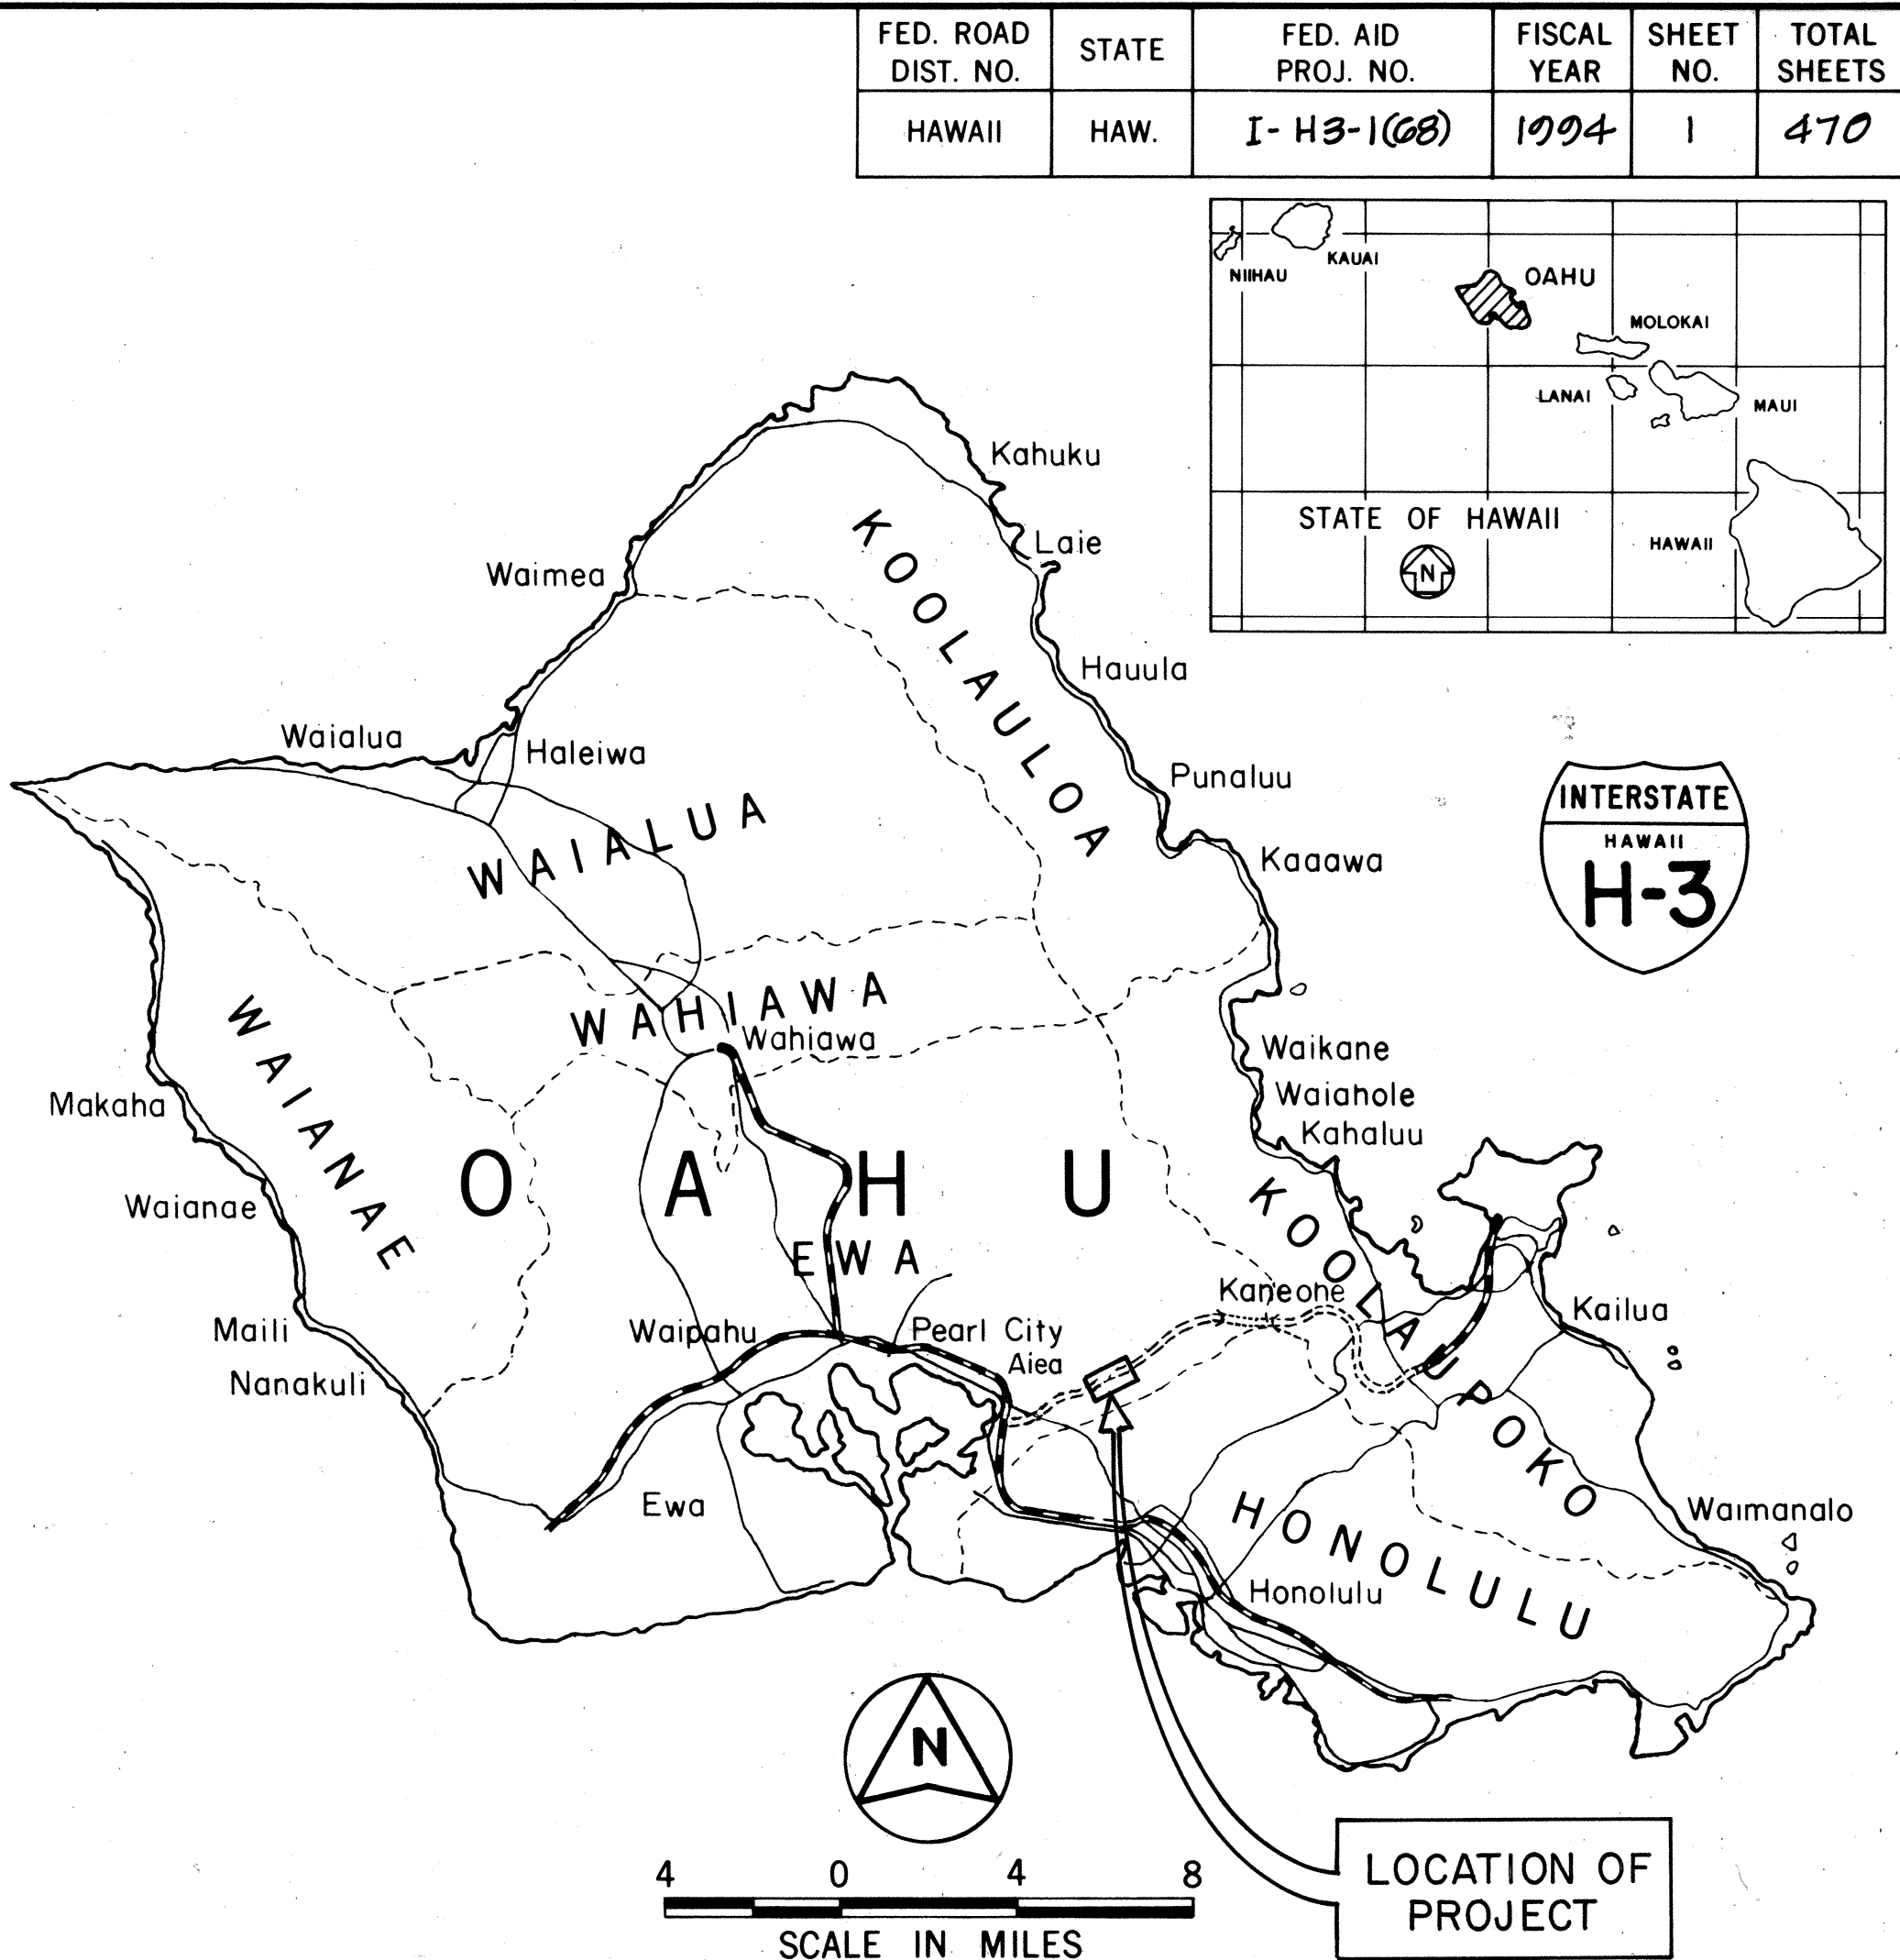 FED. ROAD DIST. NO.
STATE
FED. AID PROJ. NO.
FISCAL YEAR
SHEET NO.
TOTAL SHEETS
HAWAII
HAW.
I-H3-1(68)
1994
1
470
NIIHAU
KAUAI
OAHU
MOLOKAI
LANAI
MAUI
STATE OF HAWAII
HAWAII
N
Kahuku
Laie
Waimea
KOOLAULOA
Hauula
Waialua
Haleiwa
Punaluu
INTERSTATE
HAWAII
H-3
WAIALUA
Kaaawa
WAHIAWA
Wahiawa
WAIANAE
Waikane
Waiahole
Kahaluu
Makaha
OAHU
Waianae
KOOLAUPOKO
EWA
Kaneohe
Kailua
Maili
Waipahu
Pearl City
Aiea
Nanakuli
Ewa
HONOLULU
Waimanalo
Honolulu
N
4 0 4 8
SCALE IN MILES
LOCATION OF
PROJECT